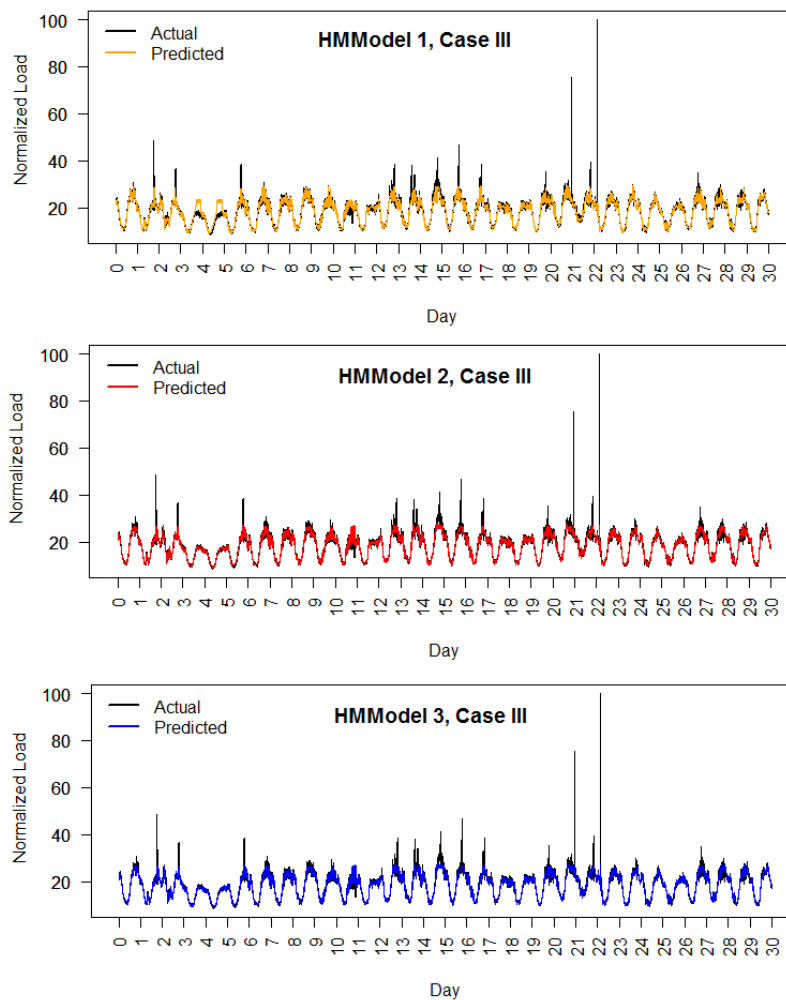 HMModel 1, Case III
Actual
Predicted
Normalized Load
100
80
60
40
20
0 1 2 3 4 5 6 7 8 9 10 11 12 13 14 15 16 17 18 19 20 21 22 23 24 25 26 27 28 29 30
Day
HMModel 2, Case III
Actual
Predicted
Normalized Load
100
80
60
40
20
0 1 2 3 4 5 6 7 8 9 10 11 12 13 14 15 16 17 18 19 20 21 22 23 24 25 26 27 28 29 30
Day
HMModel 3, Case III
Actual
Predicted
Normalized Load
100
80
60
40
20
0 1 2 3 4 5 6 7 8 9 10 11 12 13 14 15 16 17 18 19 20 21 22 23 24 25 26 27 28 29 30
Day